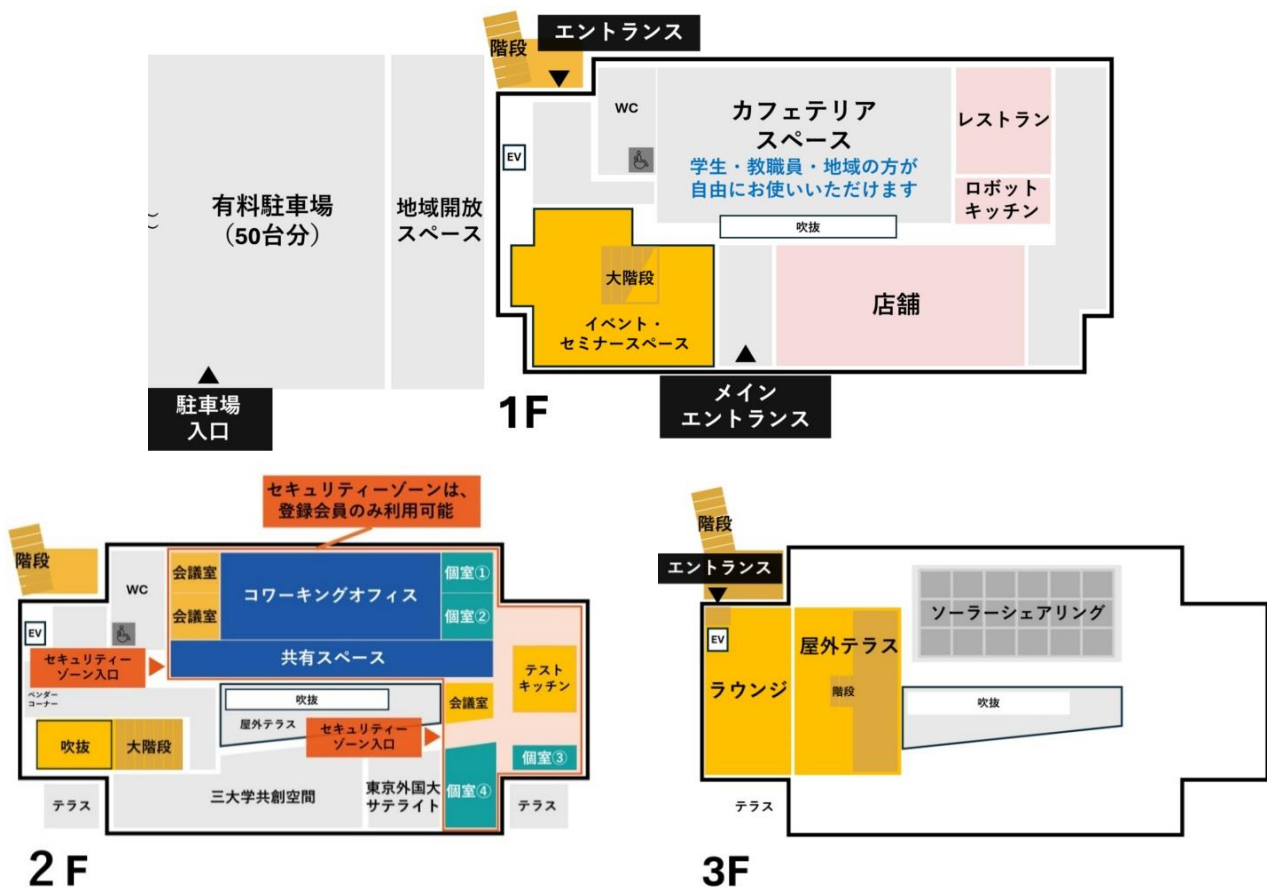 階段
エントランス
WC
カフェテリア
スペース
学生・教職員・地域の方が
自由にお使いいただけます
レストラン
ロボット
キッチン
EV
有料駐車場
（50台分）
地域開放
スペース
吹抜
大階段
イベント・
セミナースペース
店舗
駐車場
入口
1F
メイン
エントランス
セキュリティーゾーンは、
登録会員のみ利用可能
階段
WC
会議室
コワーキングオフィス
個室①
会議室
個室②
EV
セキュリティー
ゾーン入口
共有スペース
テスト
キッチン
ベンダー
コーナー
吹抜
会議室
屋外テラス
セキュリティー
ゾーン入口
吹抜
大階段
個室③
三大学共創空間
東京外国大
サテライト
個室④
テラス
テラス
2F
階段
エントランス
EV
ソーラーシェアリング
屋外テラス
ラウンジ
階段
吹抜
テラス
3F